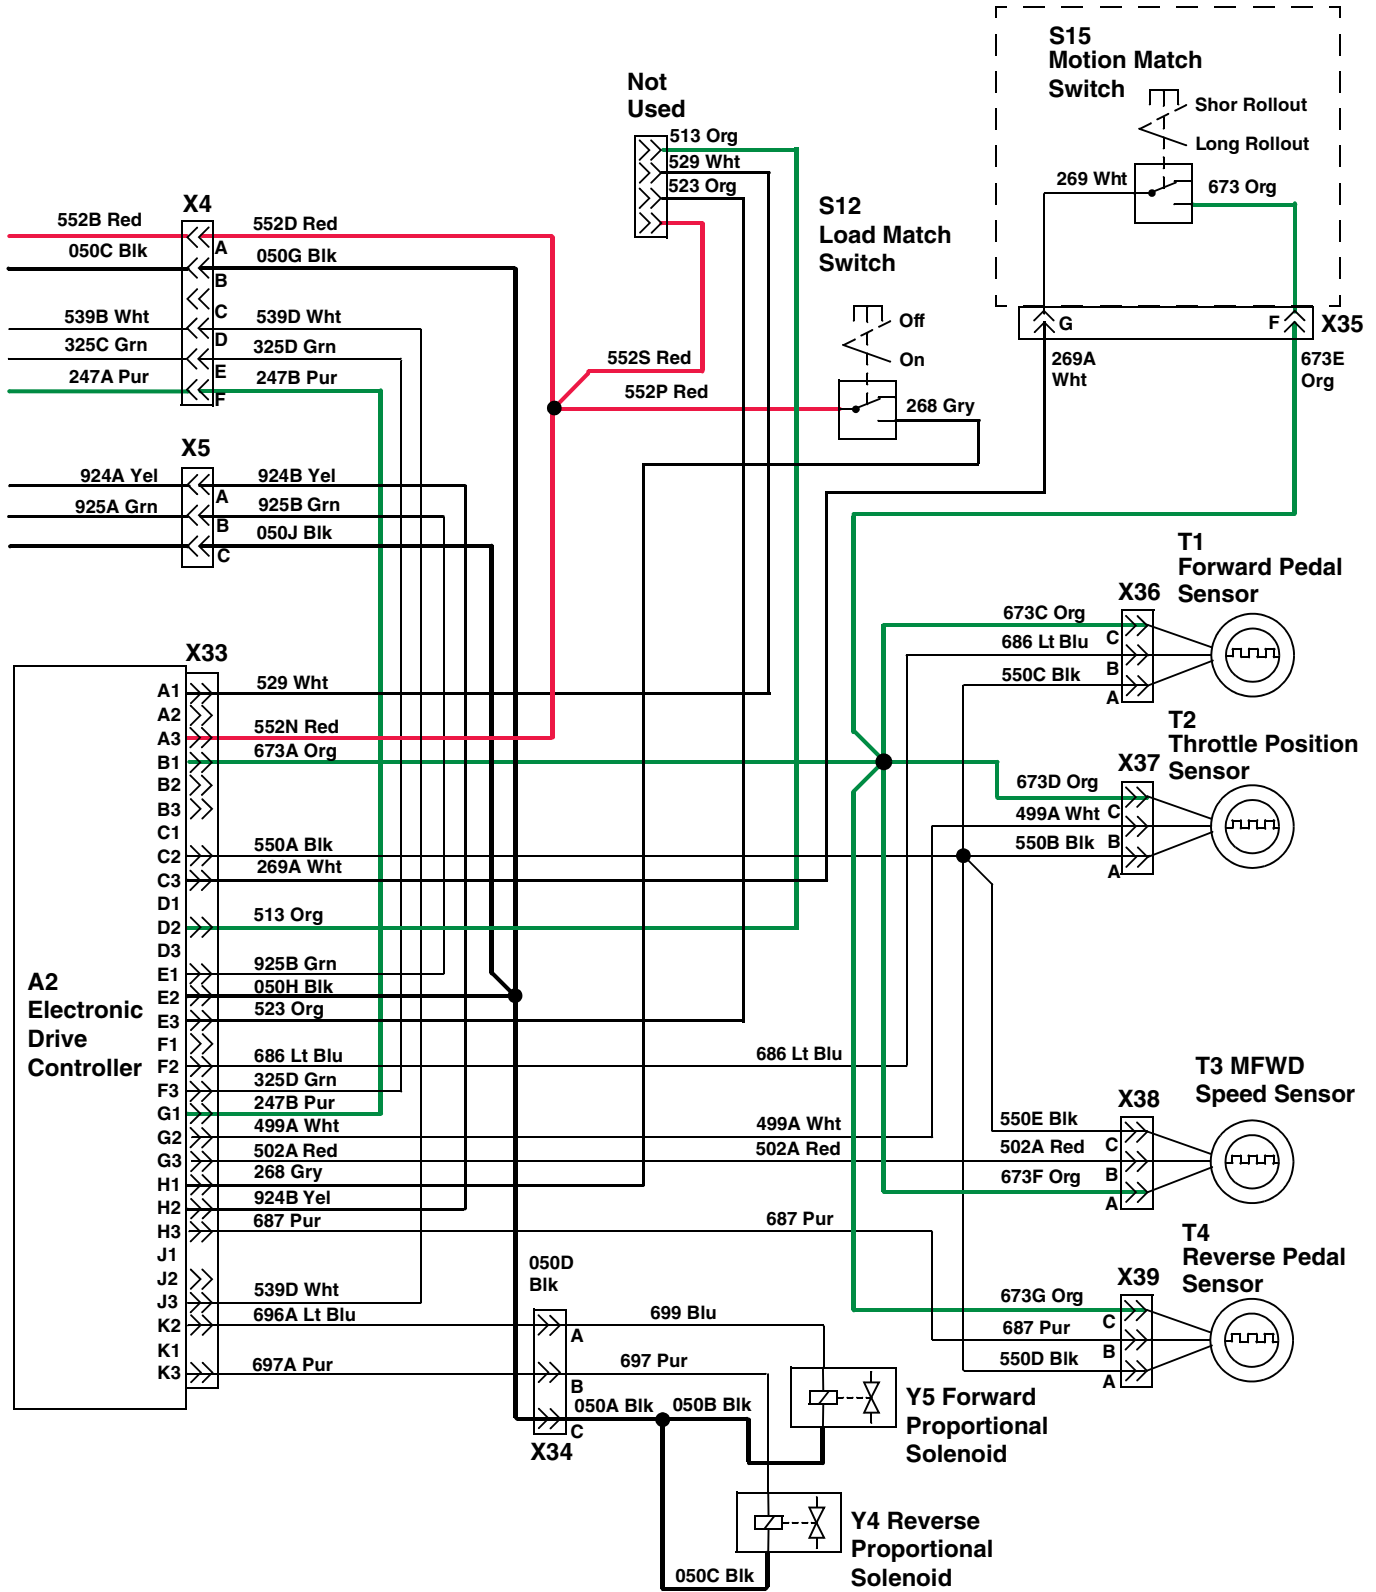 S15
Motion Match
Switch
Shor Rollout
Long Rollout
269 Wht
673 Org
G
F
X35
269A
Wht
673E
Org
Not
Used
513 Org
529 Wht
523 Org
S12
Load Match
Switch
Off
On
552S Red
552P Red
268 Gry
X4
552B Red
552D Red
A
050C Blk
050G Blk
B
C
539B Wht
539D Wht
D
325C Grn
325D Grn
E
247A Pur
247B Pur
F
X5
924A Yel
924B Yel
A
925A Grn
925B Grn
B
050J Blk
C
T1
Forward Pedal
Sensor
X36
673C Org
C
686 Lt Blu
B
550C Blk
A
T2
Throttle Position
Sensor
X37
673D Org
C
499A Wht
B
550B Blk
A
X33
A1
529 Wht
A2
A3
552N Red
B1
673A Org
B2
B3
C1
C2
550A Blk
C3
269A Wht
D1
D2
513 Org
D3
E1
925B Grn
E2
050H Blk
E3
523 Org
F1
F2
686 Lt Blu
686 Lt Blu
F3
325D Grn
G1
247B Pur
G2
499A Wht
499A Wht
G3
502A Red
502A Red
H1
268 Gry
H2
924B Yel
H3
687 Pur
687 Pur
J1
J2
J3
539D Wht
K2
696A Lt Blu
K1
K3
697A Pur
A2
Electronic
Drive
Controller
T3 MFWD
Speed Sensor
X38
550E Blk
C
502A Red
B
673F Org
A
T4
Reverse Pedal
Sensor
X39
673G Org
C
687 Pur
B
550D Blk
A
050D
Blk
A
699 Blu
B
697 Pur
C
050A Blk
050B Blk
X34
Y5 Forward
Proportional
Solenoid
Y4 Reverse
Proportional
Solenoid
050C Blk